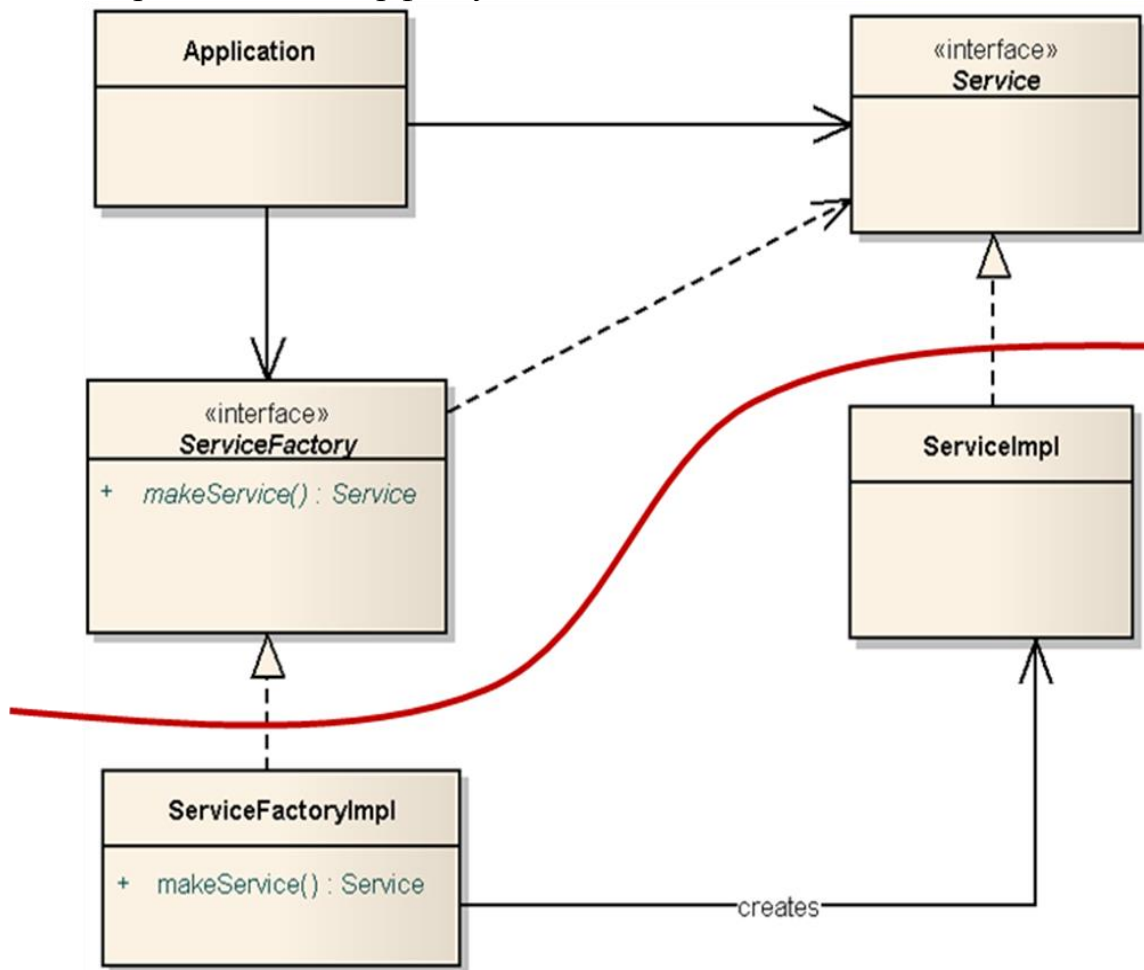 Application
«interface»
Service
«interface»
ServiceFactory
+ makeService() : Service
ServiceImpl
ServiceFactoryImpl
+ makeService() : Service
creates